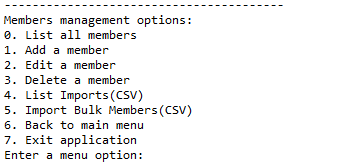 ----------------------------------------
Members management options:
0. List all members
1. Add a member
2. Edit a member
3. Delete a member
4. List Imports(CSV)
5. Import Bulk Members(CSV)
6. Back to main menu
7. Exit application
Enter a menu option: